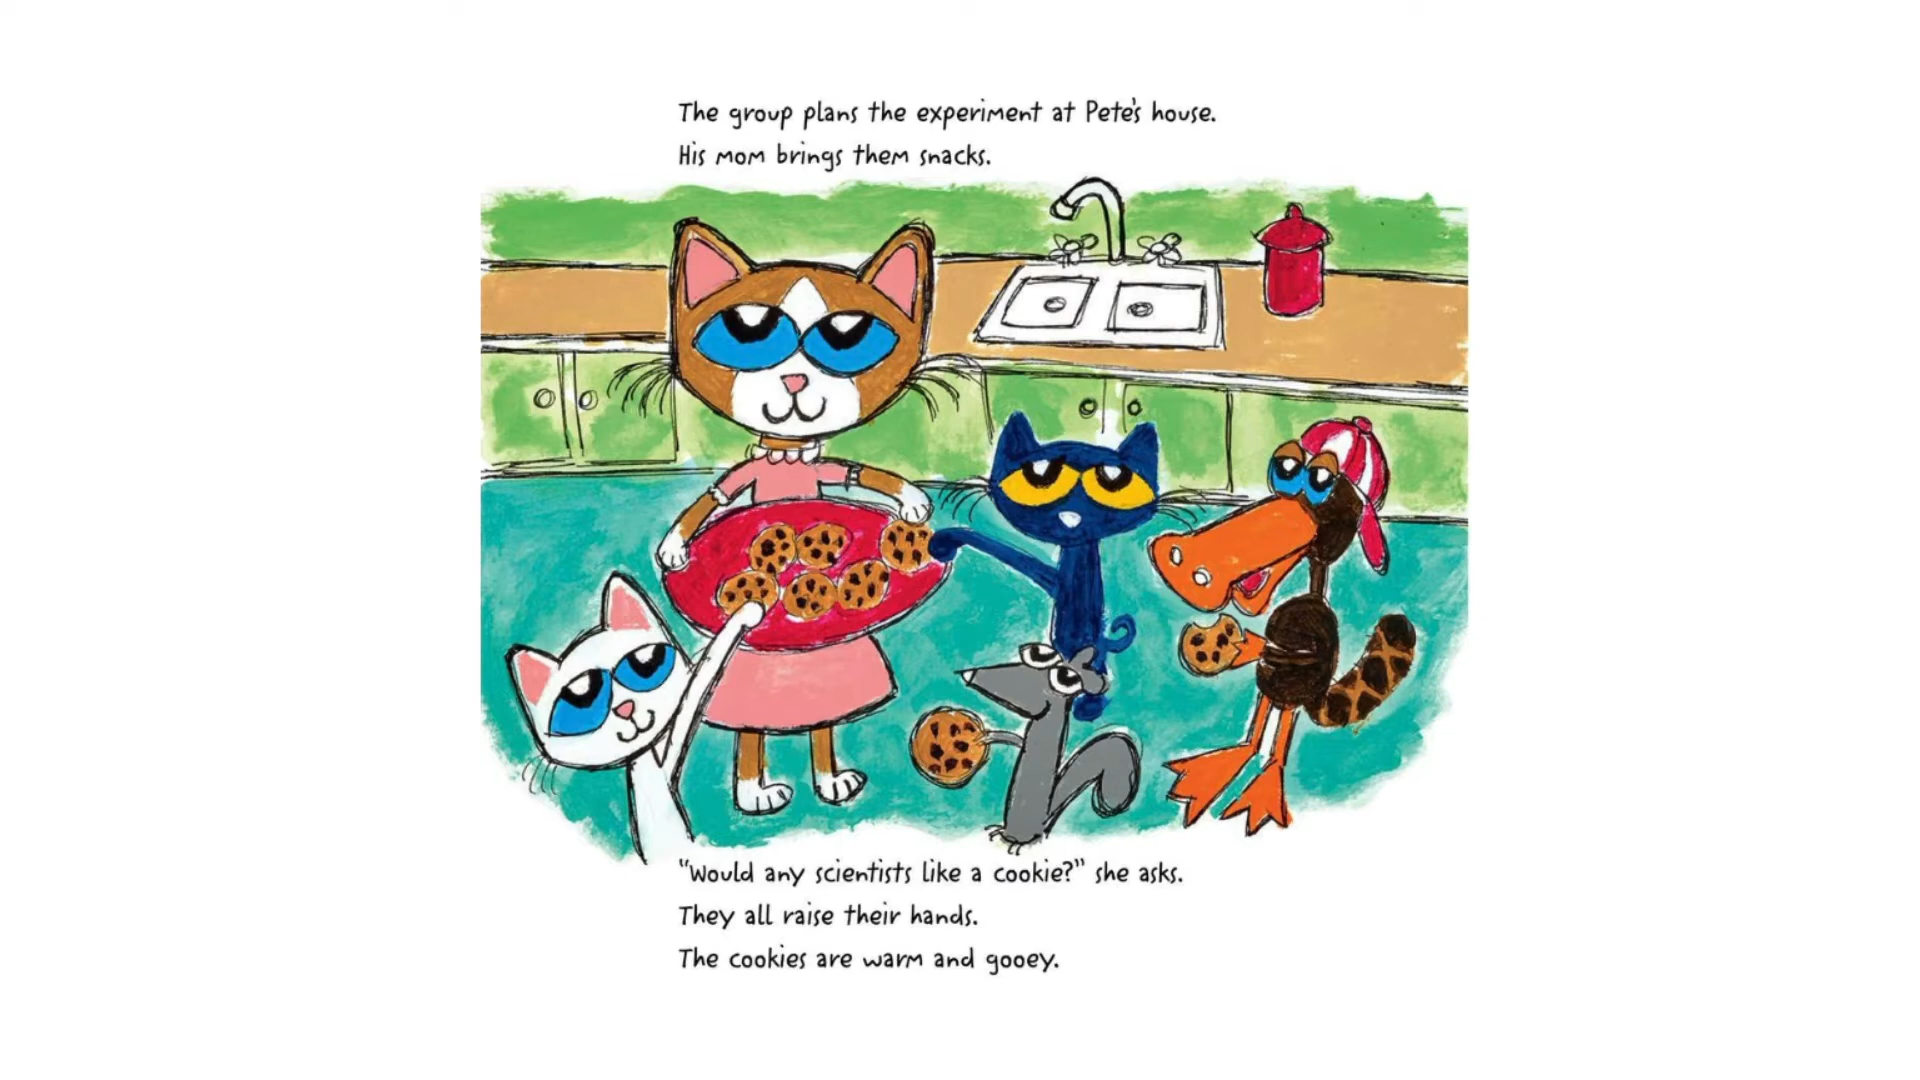 The group plans the experiment at Pete's house.
His mom brings them snacks.
"Would any scientists like a cookie?" she asks.
They all raise their hands.
The cookies are warm and gooey.